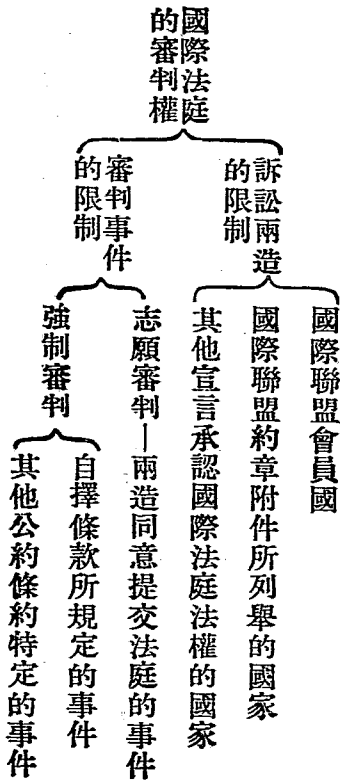 國際法庭
的審判權
訴訟兩造
的限制
國際聯盟會員國
國際聯盟約章附件所列舉的國家
其他宣言承認國際法庭法權的國家
審判事件
的限制
志願審判—兩造同意提交法庭的事件
強制審判
自擇條款所規定的事件
其他公約條約特定的事件